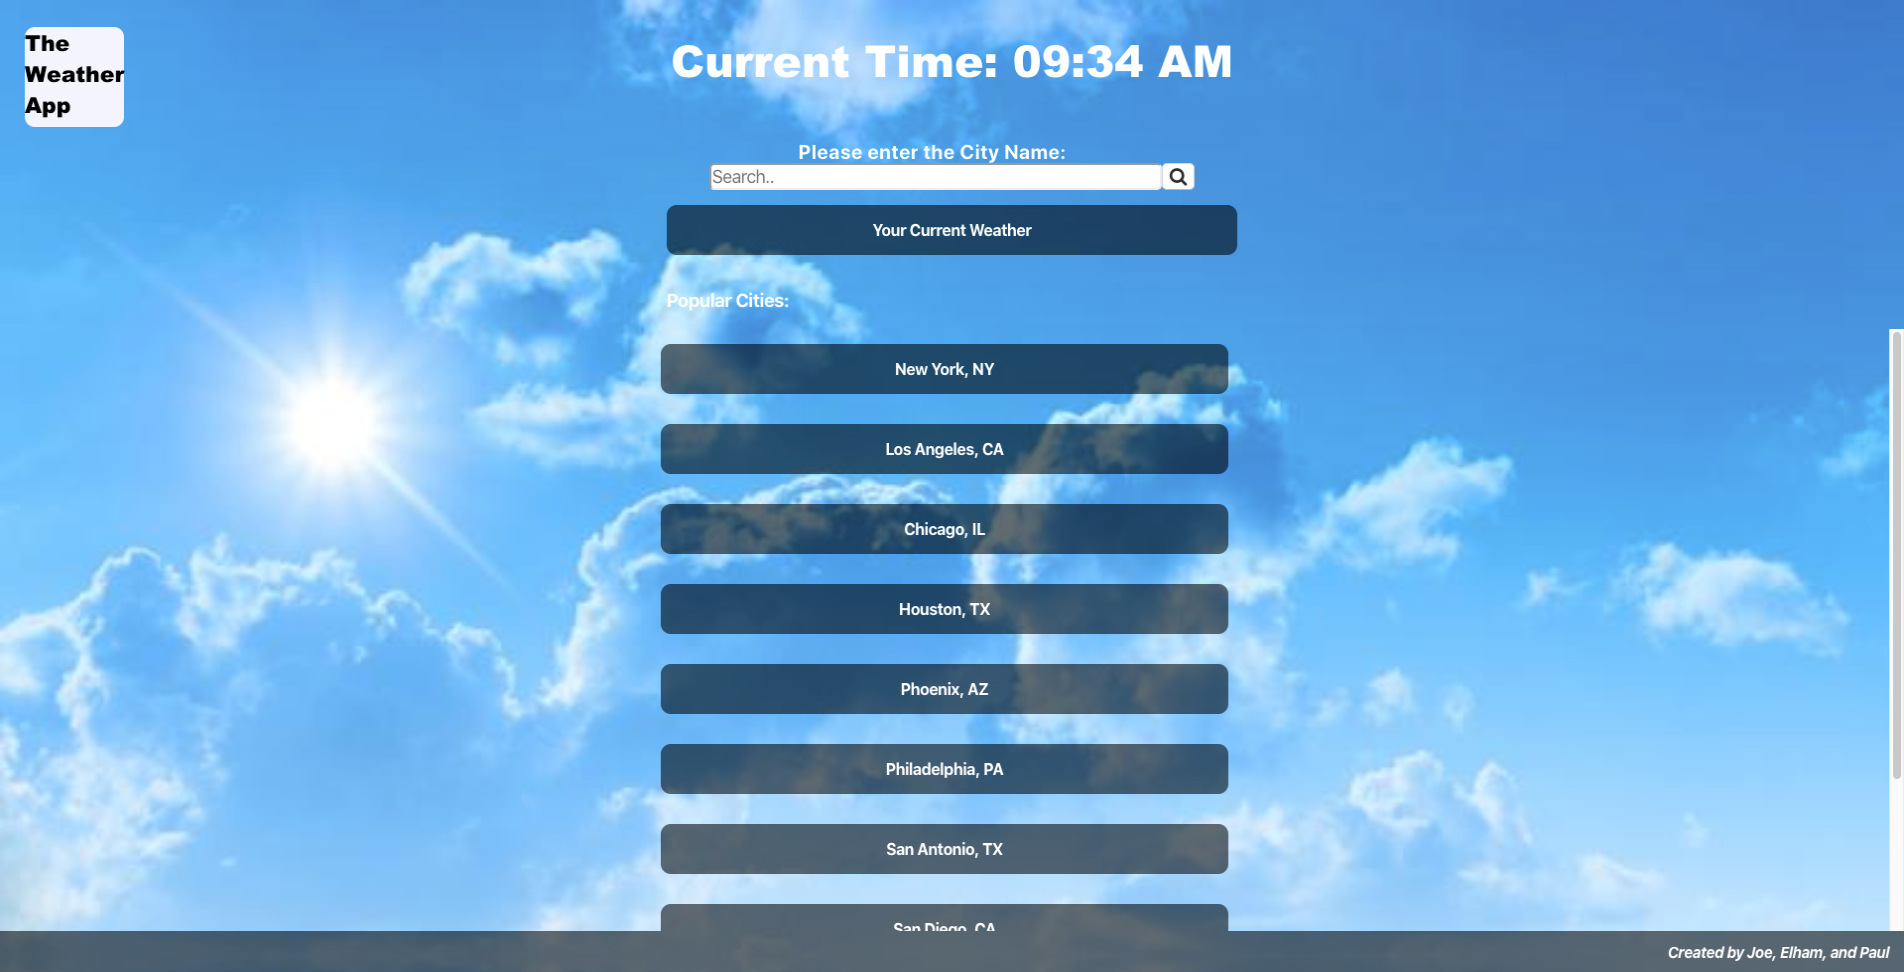 The
Weather
App
Current Time: 09:34 AM
Please enter the City Name:
Search..
Your Current Weather
Popular Cities:
New York, NY
Los Angeles, CA
Chicago, IL
Houston, TX
Phoenix, AZ
Philadelphia, PA
San Antonio, TX
San Diego, CA
Created by Joe, Elham, and Paul